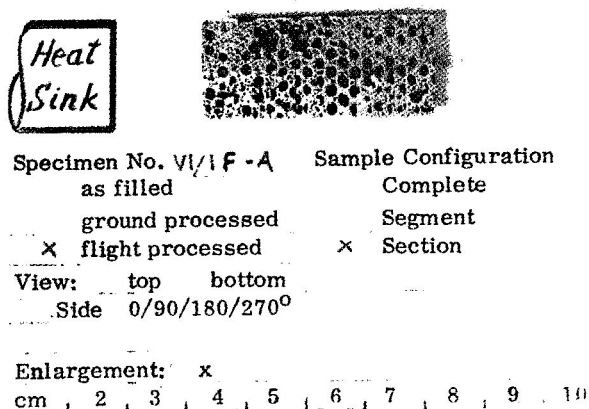 Heat
Sink
Specimen No. VI/1 F-A Sample Configuration
as filled Complete
ground processed Segment
x flight processed x Section
View: top bottom
Side 0/90/180/270⁰
Enlargement: x
cm 2 3 4 5 6 7 8 9 10